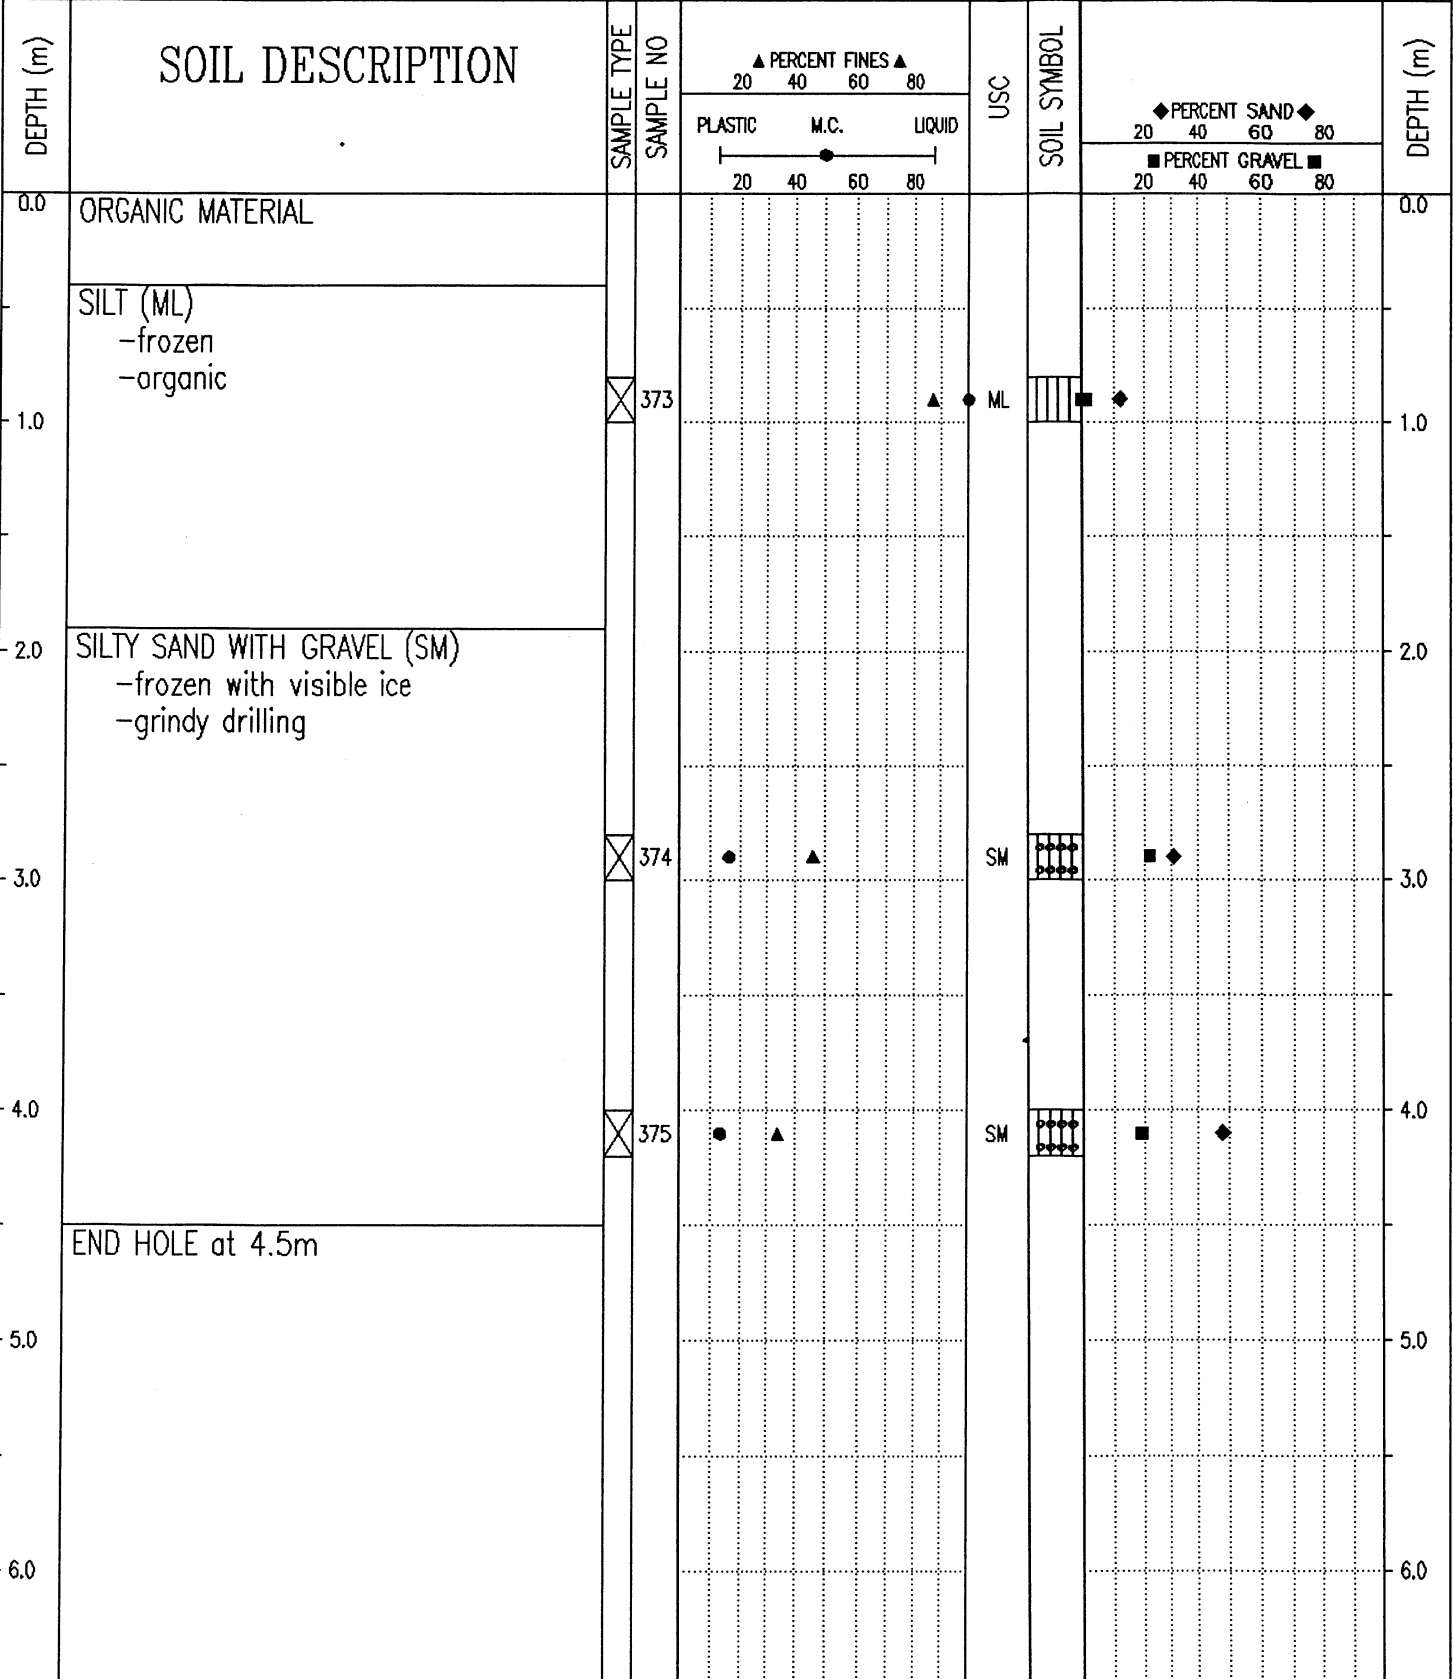 DEPTH (m)
SOIL DESCRIPTION
SAMPLE TYPE
SAMPLE NO
▲ PERCENT FINES ▲
20 40 60 80
PLASTIC M.C. LIQUID
20 40 60 80
USC
SOIL SYMBOL
◆PERCENT SAND◆
20 40 60 80
■PERCENT GRAVEL■
20 40 60 80
DEPTH (m)
0.0 ORGANIC MATERIAL 0.0
SILT (ML)
-frozen
-organic
373 ML
1.0 1.0
2.0 SILTY SAND WITH GRAVEL (SM) 2.0
-frozen with visible ice
-grindy drilling
374 SM
3.0 3.0
4.0 4.0
375 SM
END HOLE at 4.5m
5.0 5.0
6.0 6.0